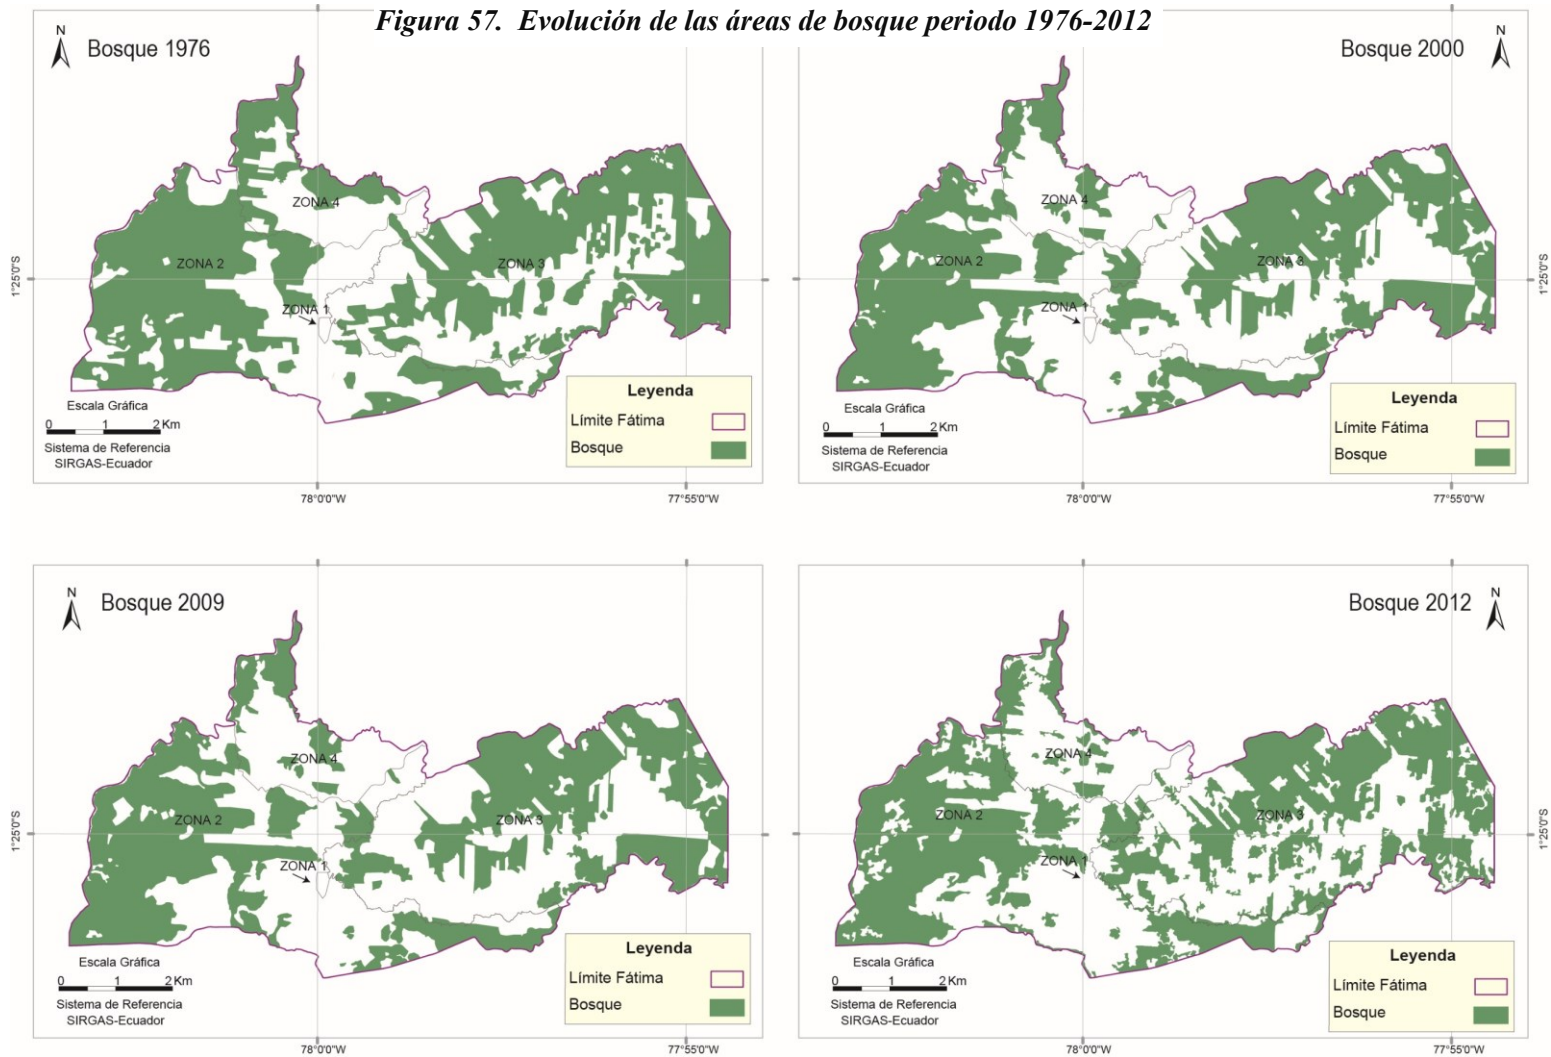 Figura 57. Evolución de las áreas de bosque periodo 1976-2012
N
Bosque 1976
ZONA 4
ZONA 2
ZONA 3
ZONA 1
1°25'0"S
Escala Gráfica
0 1 2 Km
Sistema de Referencia
SIRGAS-Ecuador
Leyenda
Límite Fátima
Bosque
78°0'0"W
77°55'0"W
Bosque 2000
N
ZONA 4
ZONA 2
ZONA 3
ZONA 1
1°25'0"S
Escala Gráfica
0 1 2 Km
Sistema de Referencia
SIRGAS-Ecuador
Leyenda
Límite Fátima
Bosque
78°0'0"W
77°55'0"W
N
Bosque 2009
ZONA 4
ZONA 2
ZONA 3
ZONA 1
1°25'0"S
Escala Gráfica
0 1 2 Km
Sistema de Referencia
SIRGAS-Ecuador
Leyenda
Límite Fátima
Bosque
78°0'0"W
77°55'0"W
Bosque 2012
N
ZONA 4
ZONA 2
ZONA 3
ZONA 1
1°25'0"S
Escala Gráfica
0 1 2 Km
Sistema de Referencia
SIRGAS-Ecuador
Leyenda
Límite Fátima
Bosque
78°0'0"W
77°55'0"W